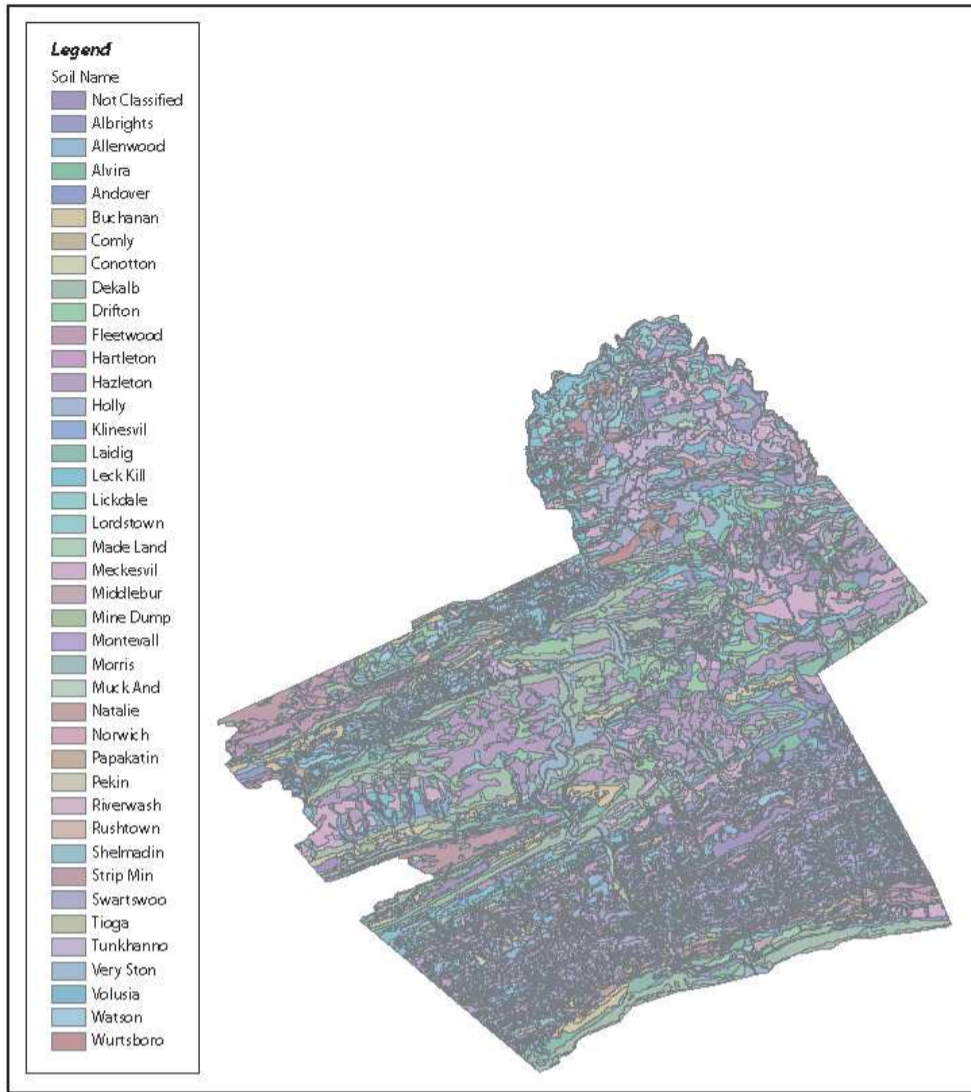 Legend
Soil Name
Not Classified
Albrights
Allenwood
Alvira
Andover
Buchanan
Comly
Conotton
Dekalb
Drifton
Fleetwood
Hartleton
Hazleton
Holly
Klinesvil
Laidig
Leck Kill
Lickdale
Lordstown
Made Land
Meckesvil
Middlebur
Mine Dump
Montevall
Morris
Muck And
Natalie
Norwich
Papakatin
Pekin
Riverwash
Rushtown
Shelmadin
Strip Min
Swartswoo
Tioga
Tunkhanno
Very Ston
Volusia
Watson
Wurtsboro